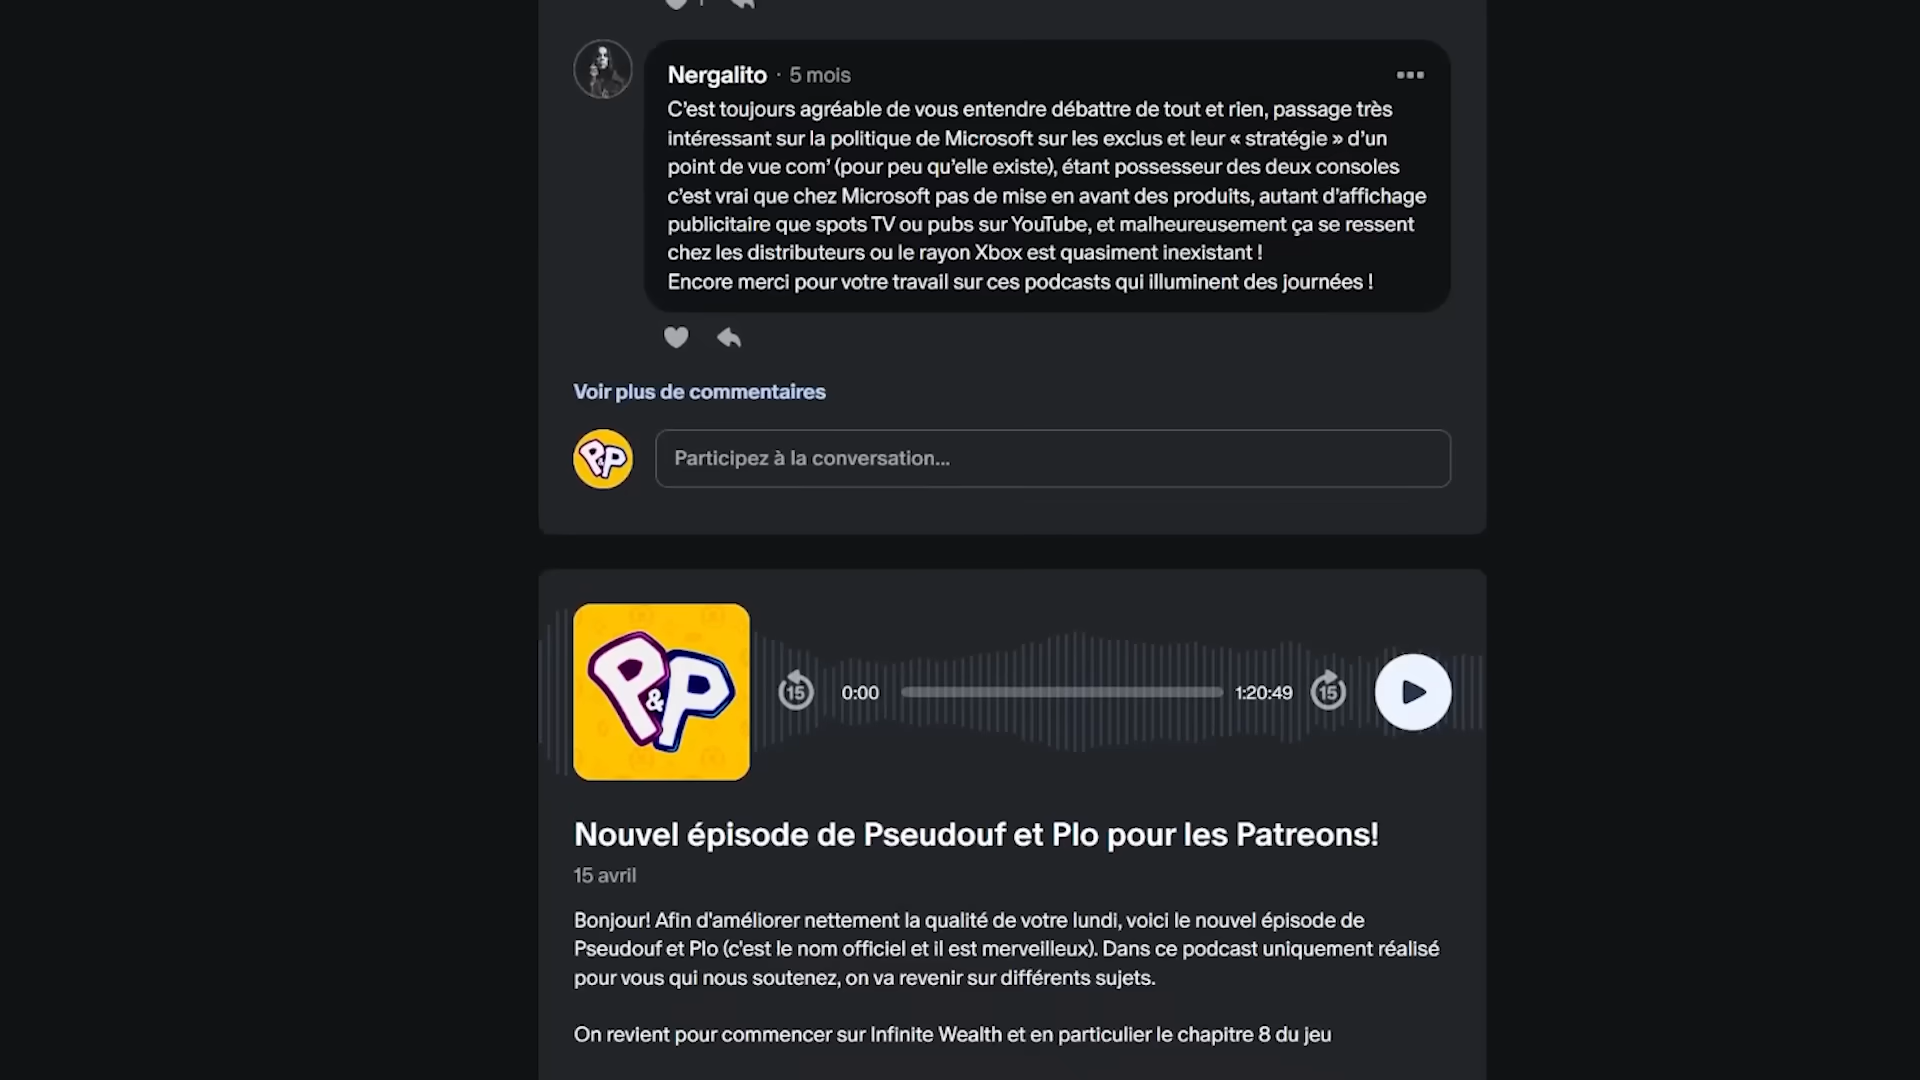 1
Nergalito · 5 mois
C'est toujours agréable de vous entendre débattre de tout et rien, passage très
intéressant sur la politique de Microsoft sur les exclus et leur « stratégie » d'un
point de vue com' (pour peu qu'elle existe), étant possesseur des deux consoles
c'est vrai que chez Microsoft pas de mise en avant des produits, autant d'affichage
publicitaire que spots TV ou pubs sur YouTube, et malheureusement ça se ressent
chez les distributeurs ou le rayon Xbox est quasiment inexistant !
Encore merci pour votre travail sur ces podcasts qui illuminent des journées !
Voir plus de commentaires
P&P
Participez à la conversation...
P&P
15
0:00
1:20:49
15
Nouvel épisode de Pseudouf et Plo pour les Patreons!
15 avril
Bonjour! Afin d'améliorer nettement la qualité de votre lundi, voici le nouvel épisode de
Pseudouf et Plo (c'est le nom officiel et il est merveilleux). Dans ce podcast uniquement réalisé
pour vous qui nous soutenez, on va revenir sur différents sujets.
On revient pour commencer sur Infinite Wealth et en particulier le chapitre 8 du jeu